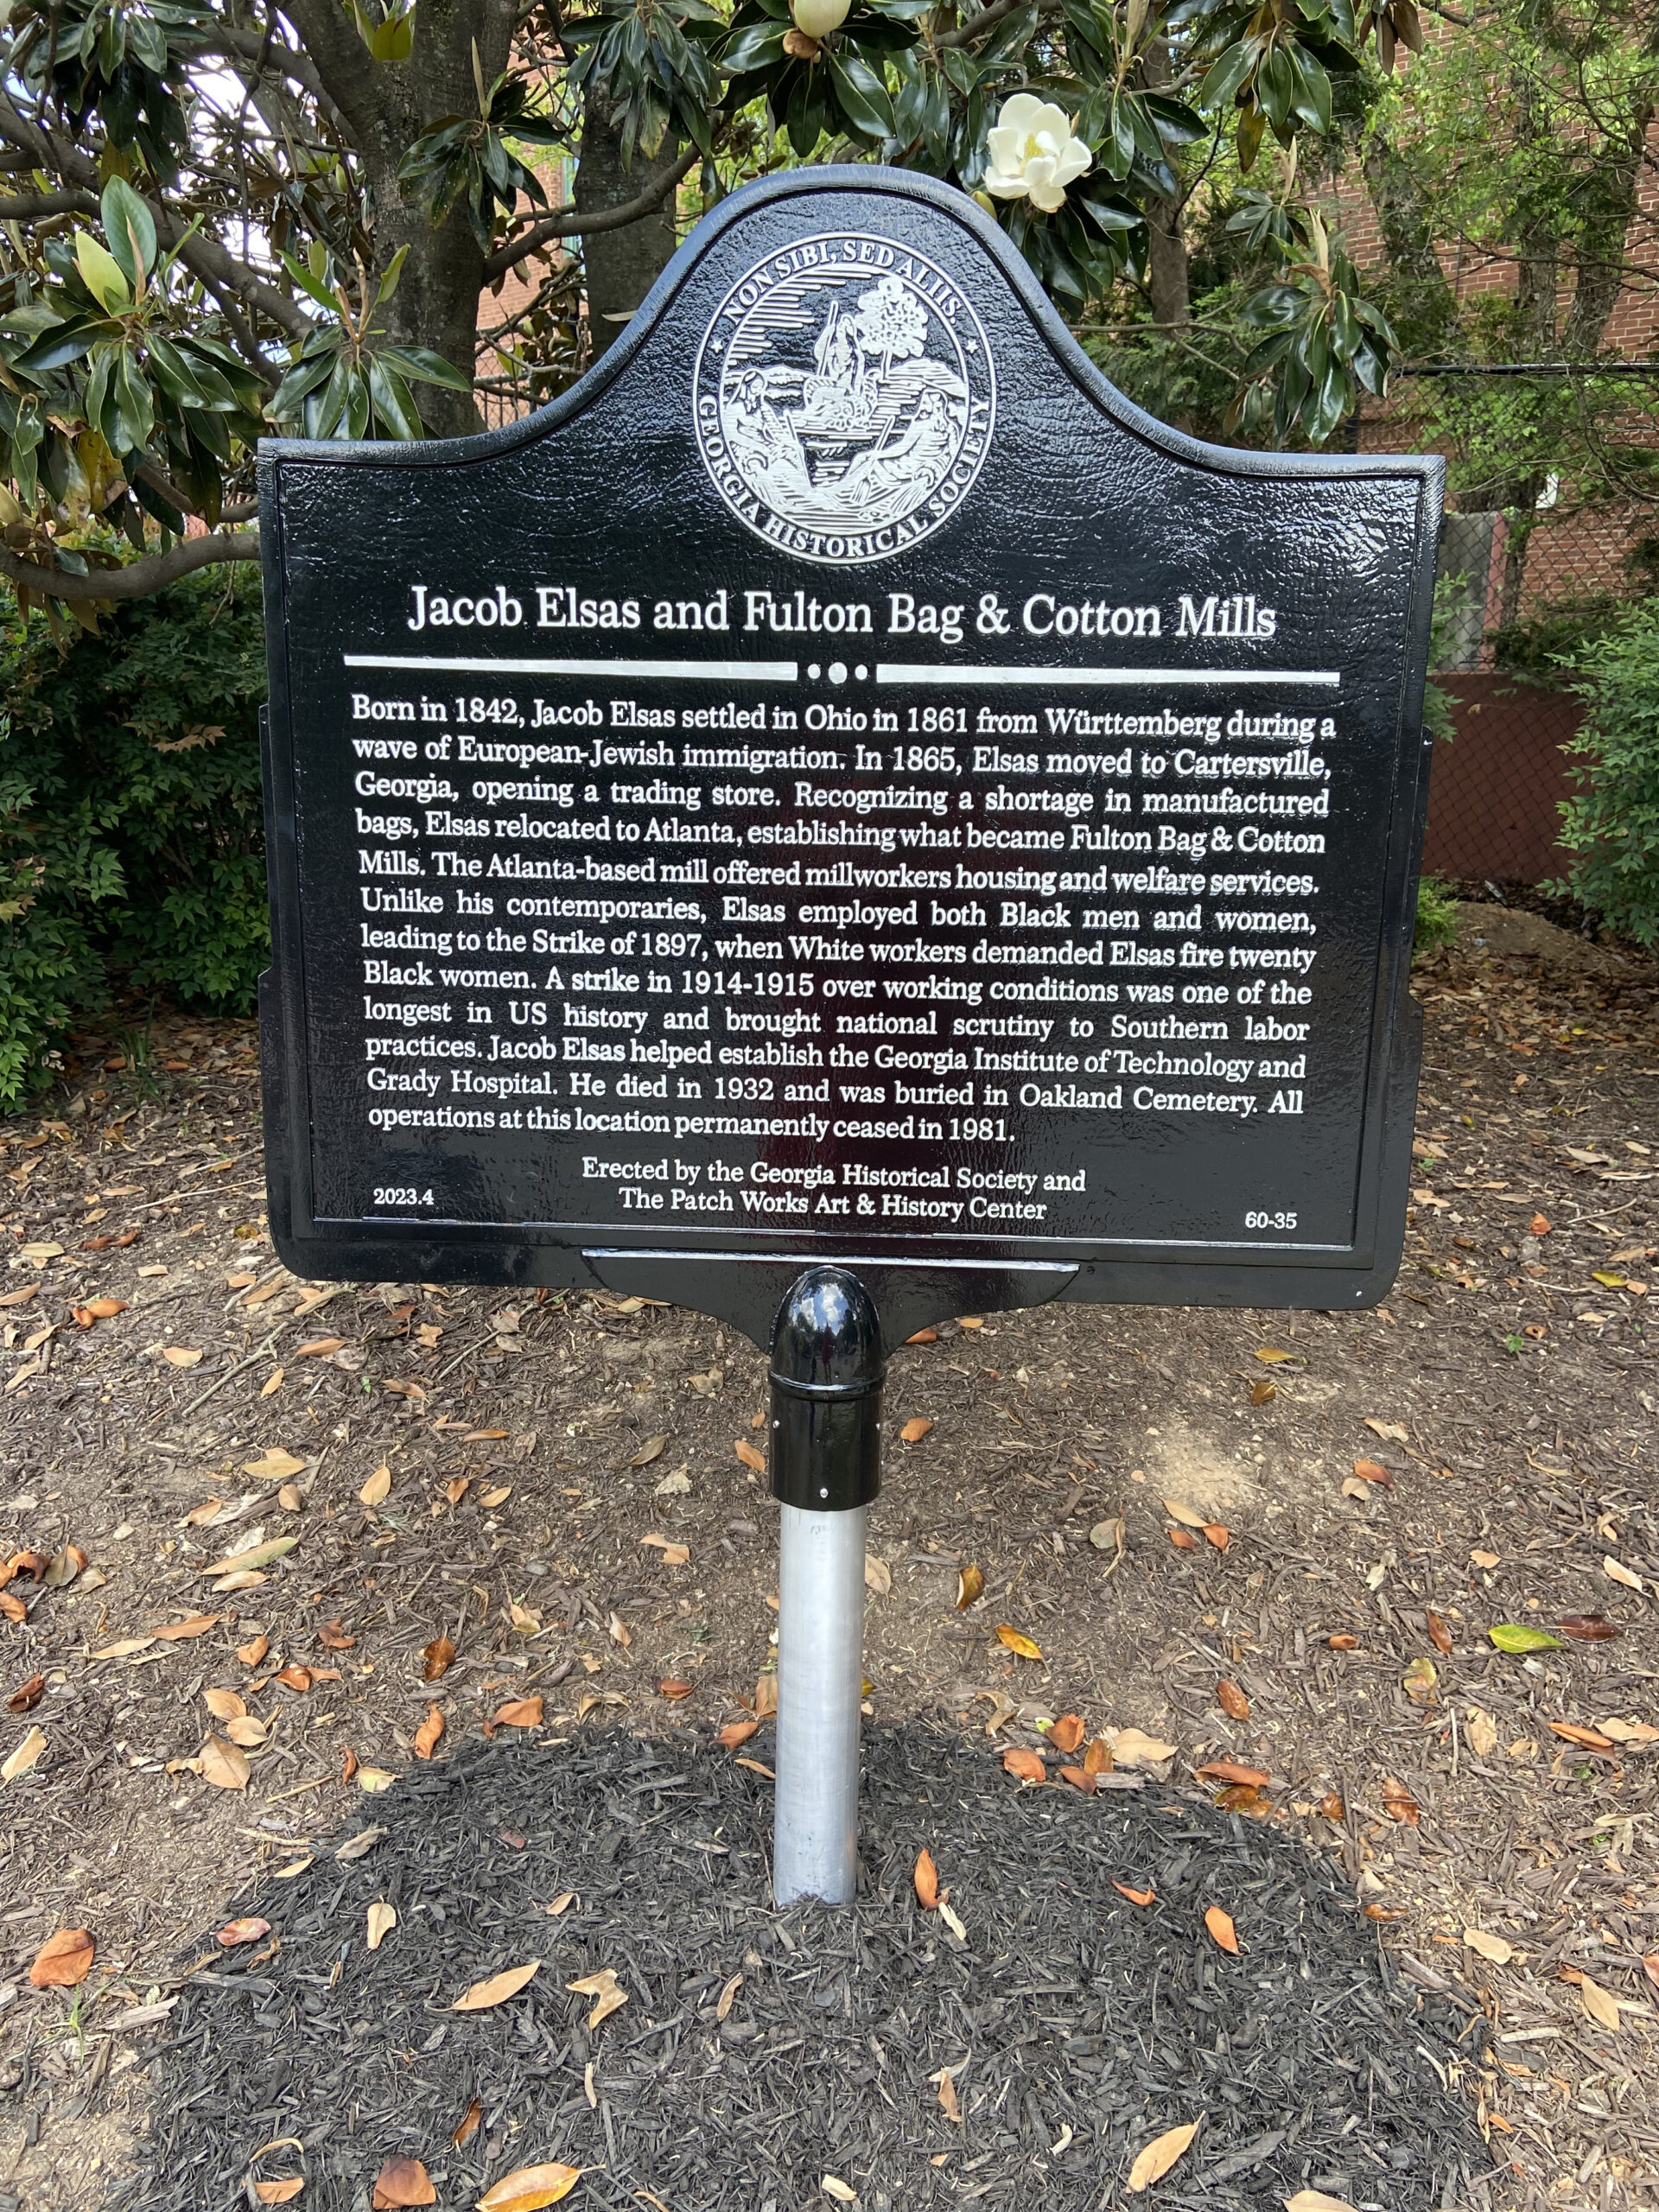 NON SIBI, SED ALIIS.
GEORGIA HISTORICAL SOCIETY
Jacob Elsas and Fulton Bag & Cotton Mills
Born in 1842, Jacob Elsas settled in Ohio in 1861 from Württemberg during a
wave of European-Jewish immigration. In 1865, Elsas moved to Cartersville,
Georgia, opening a trading store. Recognizing a shortage in manufactured
bags, Elsas relocated to Atlanta, establishing what became Fulton Bag & Cotton
Mills. The Atlanta-based mill offered millworkers housing and welfare services.
Unlike his contemporaries, Elsas employed both Black men and women,
leading to the Strike of 1897, when White workers demanded Elsas fire twenty
Black women. A strike in 1914-1915 over working conditions was one of the
longest in US history and brought national scrutiny to Southern labor
practices. Jacob Elsas helped establish the Georgia Institute of Technology and
Grady Hospital. He died in 1932 and was buried in Oakland Cemetery. All
operations at this location permanently ceased in 1981.
Erected by the Georgia Historical Society and
The Patch Works Art & History Center
2023.4
60-35